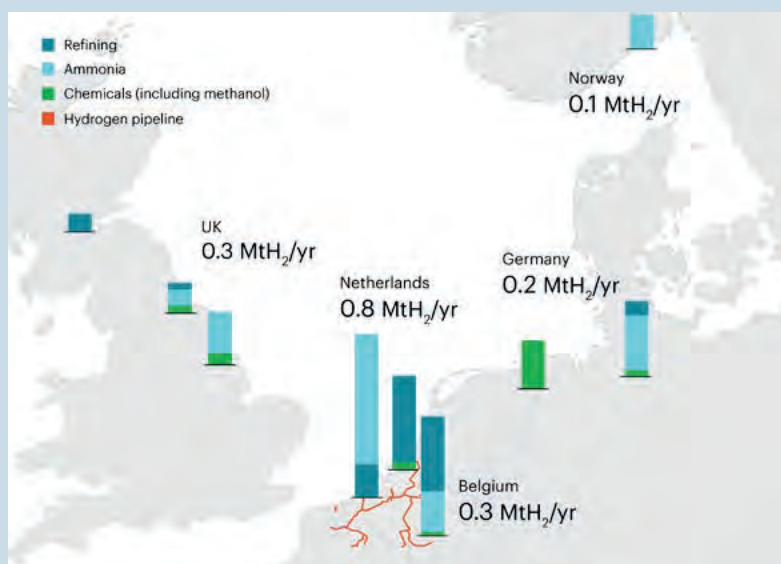 Refining
Ammonia
Chemicals (including methanol)
Hydrogen pipeline
Norway
0.1 MtH₂/yr
UK
0.3 MtH₂/yr
Netherlands
0.8 MtH₂/yr
Germany
0.2 MtH₂/yr
Belgium
0.3 MtH₂/yr